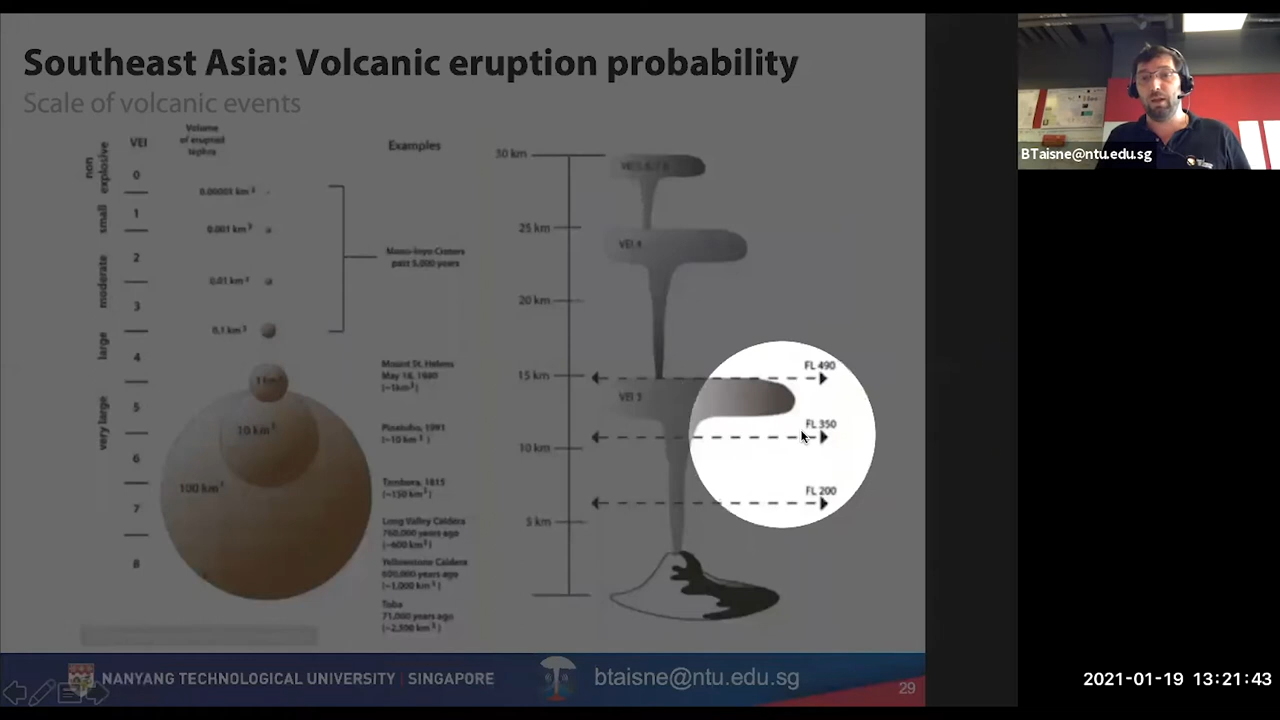 Southeast Asia: Volcanic eruption probability
Scale of volcanic events
VEI
Volume
of erupted
tephra
Examples
non
explosive
small
moderate
large
very large
0
1
2
3
4
5
6
7
8
0.00001 km³
0.001 km³
0.01 km³
0.1 km³
1 km³
10 km³
100 km³
Mono-Inyo Craters
past 5,000 years
Mount St. Helens
May 18, 1980
(~1km³)
Pinatubo, 1991
(~10 km³)
Tambora, 1815
(~150 km³)
Long Valley Caldera
760,000 years ago
(~600 km³)
Yellowstone Caldera
600,000 years ago
(~1,000 km³)
Toba
71,000 years ago
(~2,500 km³)
30 km
25 km
20 km
15 km
10 km
5 km
VEI 4
VEI 3
FL 490
FL 350
FL 200
NANYANG TECHNOLOGICAL UNIVERSITY | SINGAPORE
btaisne@ntu.edu.sg
29
BTaisne@ntu.edu.sg
2021-01-19 13:21:43